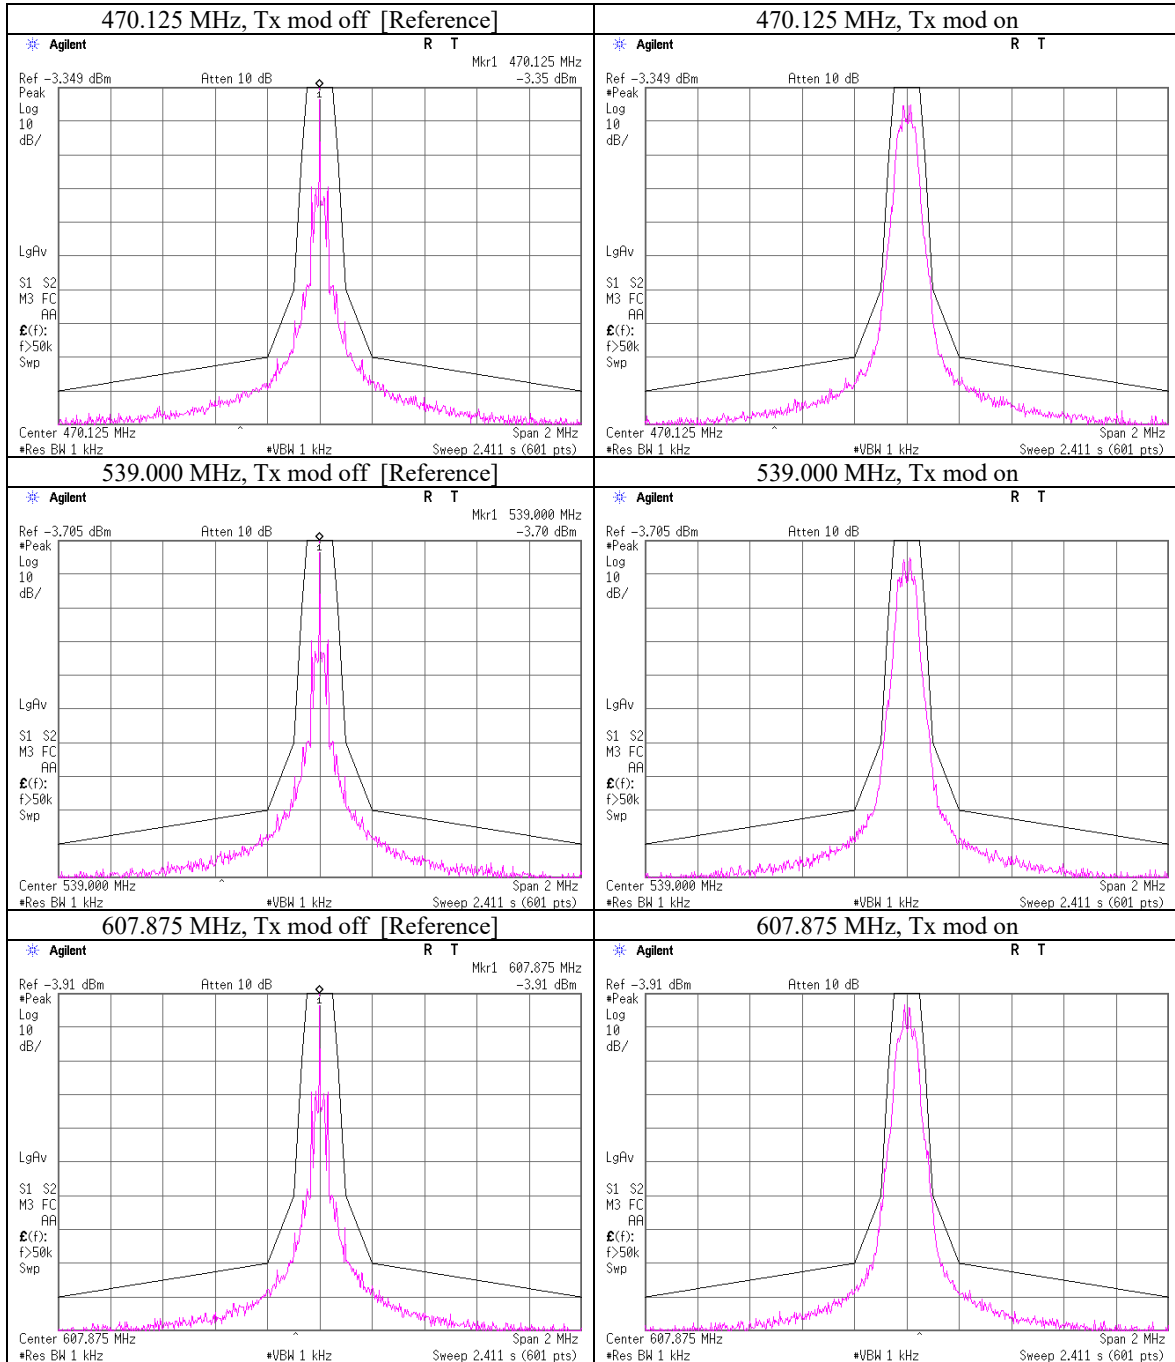 470.125 MHz, Tx mod off [Reference]
470.125 MHz, Tx mod on
Agilent
R T
Mkr1 470.125 MHz
Ref -3.349 dBm
Atten 10 dB
-3.35 dBm
Peak
Log
10
dB/
1
LgAv
S1 S2
M3 FC
AA
£(f):
f>50k
Swp
Center 470.125 MHz
Span 2 MHz
#Res BW 1 kHz
#VBW 1 kHz
Sweep 2.411 s (601 pts)
Agilent
R T
Ref -3.349 dBm
Atten 10 dB
#Peak
Log
10
dB/
LgAv
S1 S2
M3 FC
AA
£(f):
f>50k
Swp
Center 470.125 MHz
Span 2 MHz
#Res BW 1 kHz
#VBW 1 kHz
Sweep 2.411 s (601 pts)
539.000 MHz, Tx mod off [Reference]
539.000 MHz, Tx mod on
Agilent
R T
Mkr1 539.000 MHz
Ref -3.705 dBm
Atten 10 dB
-3.70 dBm
#Peak
Log
10
dB/
1
LgAv
S1 S2
M3 FC
AA
£(f):
f>50k
Swp
Center 539.000 MHz
Span 2 MHz
#Res BW 1 kHz
#VBW 1 kHz
Sweep 2.411 s (601 pts)
Agilent
R T
Ref -3.705 dBm
Atten 10 dB
#Peak
Log
10
dB/
LgAv
S1 S2
M3 FC
AA
£(f):
f>50k
Swp
Center 539.000 MHz
Span 2 MHz
#Res BW 1 kHz
#VBW 1 kHz
Sweep 2.411 s (601 pts)
607.875 MHz, Tx mod off [Reference]
607.875 MHz, Tx mod on
Agilent
R T
Mkr1 607.875 MHz
Ref -3.91 dBm
Atten 10 dB
-3.91 dBm
#Peak
Log
10
dB/
1
LgAv
S1 S2
M3 FC
AA
£(f):
f>50k
Swp
Center 607.875 MHz
Span 2 MHz
#Res BW 1 kHz
#VBW 1 kHz
Sweep 2.411 s (601 pts)
Agilent
R T
Ref -3.91 dBm
Atten 10 dB
#Peak
Log
10
dB/
LgAv
S1 S2
M3 FC
AA
£(f):
f>50k
Swp
Center 607.875 MHz
Span 2 MHz
#Res BW 1 kHz
#VBW 1 kHz
Sweep 2.411 s (601 pts)